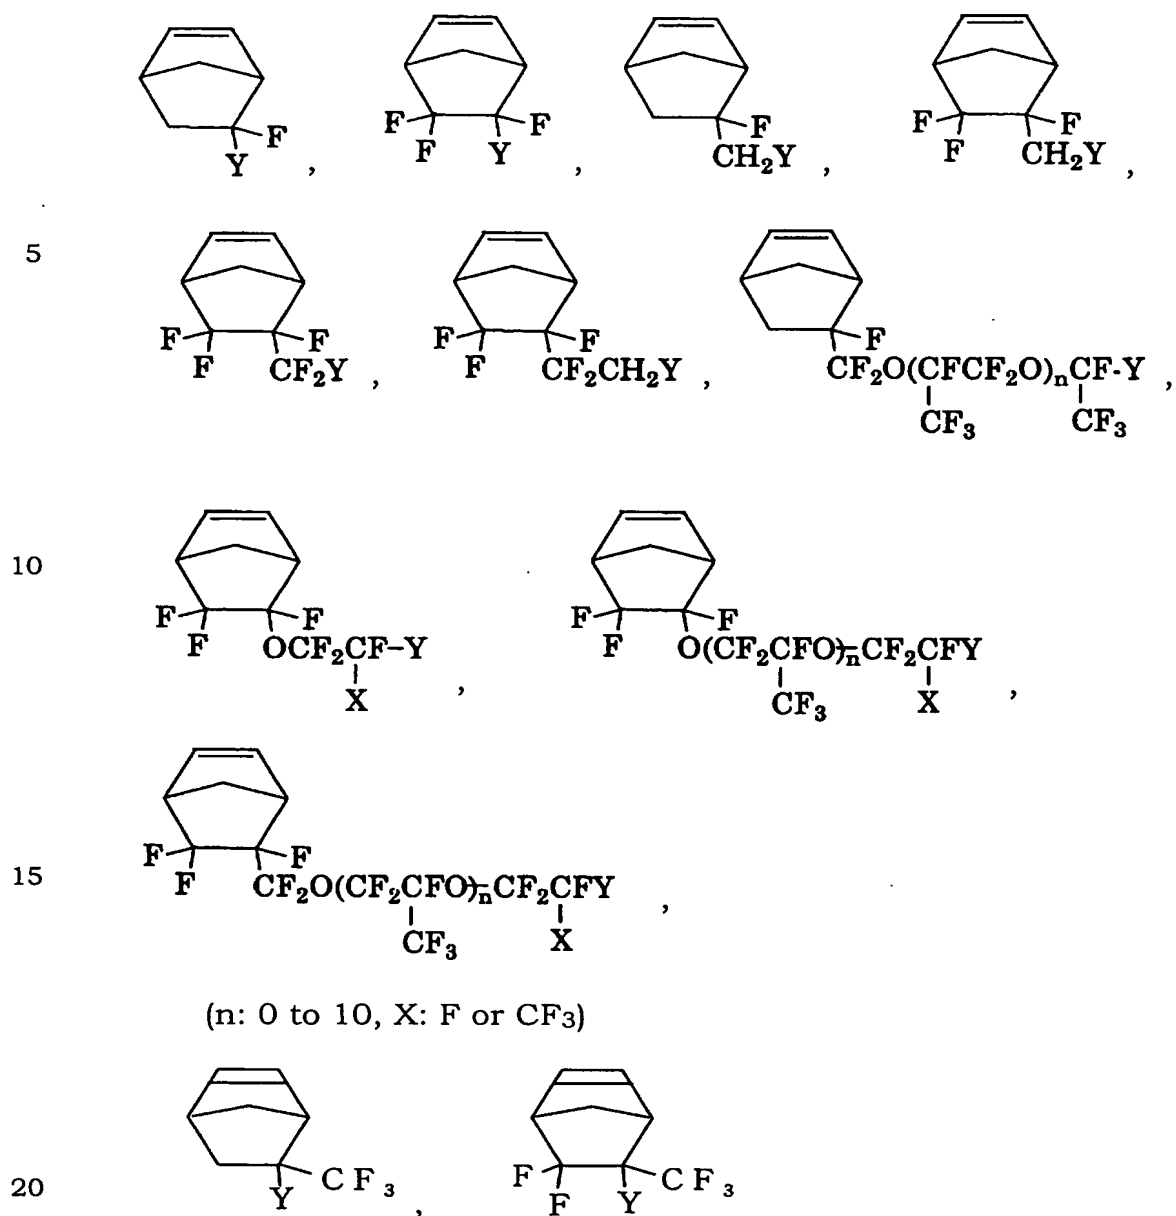 F Y , F F F Y , F CH₂Y , F F F CH₂Y ,
5
F F F CF₂Y , F F F CF₂CH₂Y , F CF₂O(CFCF₂O)ₙCF-Y ,
CF₃ CF₃
10
F F F OCF₂CF-Y , F F F O(CF₂CFO)ₙCF₂CFY ,
X CF₃ X
15
F F F CF₂O(CF₂CFO)ₙCF₂CFY ,
CF₃ X
(n: 0 to 10, X: F or CF₃)
20
Y CF₃ , F F Y CF₃